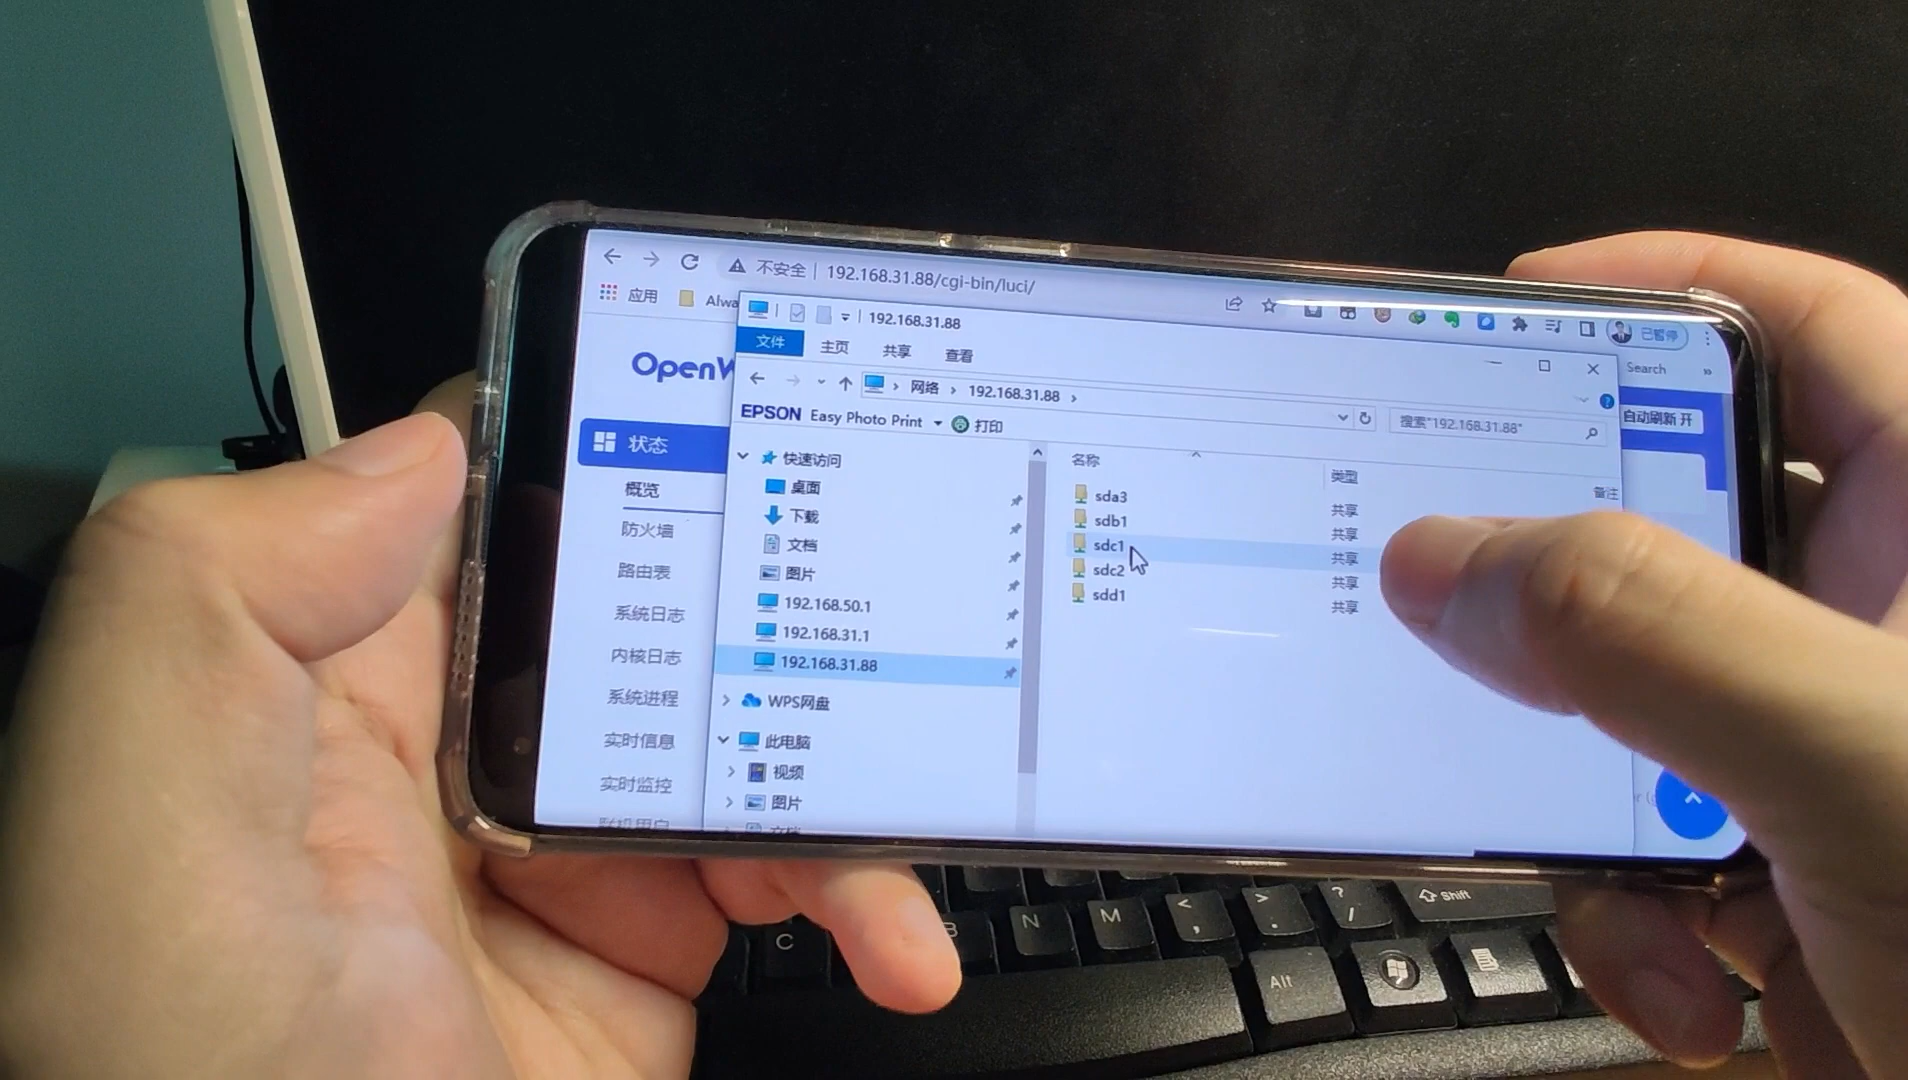 不安全 | 192.168.31.88/cgi-bin/luci/
应用 Alwa
已暂停
192.168.31.88
Search »
OpenW
文件 主页 共享 查看
网络 › 192.168.31.88 ›
搜索"192.168.31.88"
自动刷新 开
EPSON Easy Photo Print 打印
状态
概览
防火墙
路由表
系统日志
内核日志
系统进程
实时信息
实时监控
快速访问
桌面
下载
文档
图片
192.168.50.1
192.168.31.1
192.168.31.88
WPS网盘
此电脑
视频
图片
文档
名称 类型 备注
sda3 共享
sdb1 共享
sdc1 共享
sdc2 共享
sdd1 共享
C B N M < , > . ? / Shift
Alt